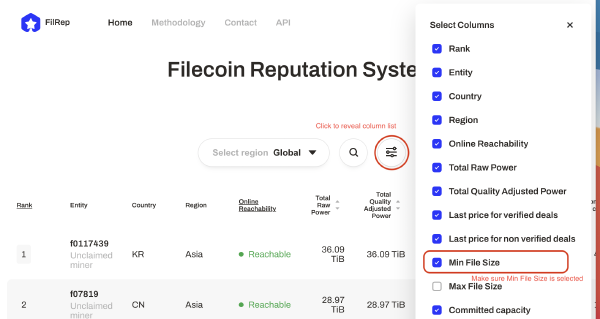 FilRep
Home Methodology Contact API
Filecoin Reputation Syste
Click to reveal column list
Select region Global
Rank Entity Country Region Online Reachability Total Raw Power Total Quality Adjusted Power
1 f0117439 Unclaimed miner KR Asia Reachable 36.09 TiB 36.09 TiB
2 f07819 Unclaimed miner CN Asia Reachable 28.97 TiB 28.97 TiB
Select Columns
Rank
Entity
Country
Region
Online Reachability
Total Raw Power
Total Quality Adjusted Power
Last price for verified deals
Last price for non verified deals
Min File Size
Make sure Min File Size is selected
Max File Size
Committed capacity